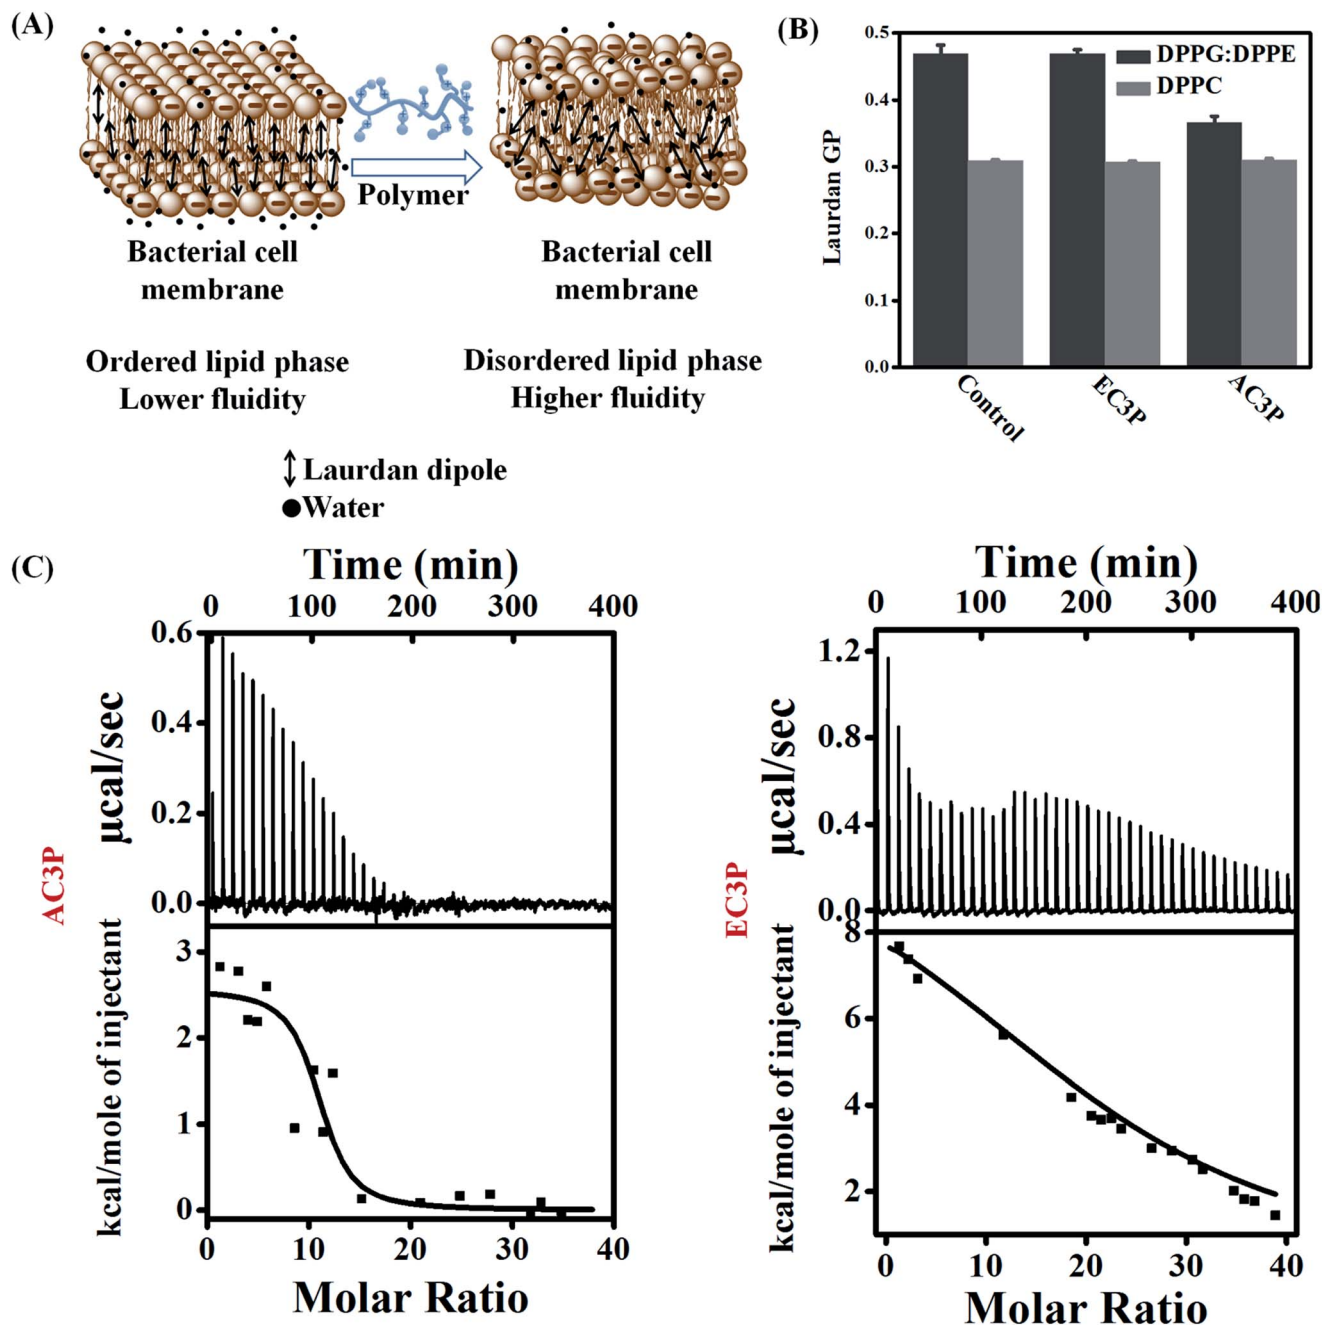 (A)
Polymer
Bacterial cell
membrane
Bacterial cell
membrane
Ordered lipid phase
Lower fluidity
Disordered lipid phase
Higher fluidity
Laurdan dipole
Water
(B)
0.5
0.4
0.3
0.2
0.1
0.0
Laurdan GP
DPPG:DPPE
DPPC
Control
EC3P
AC3P
(C)
Time (min)
0 100 200 300 400
0.6
0.4
0.2
0.0
µcal/sec
AC3P
3
2
1
0
kcal/mole of injectant
0 10 20 30 40
Molar Ratio
Time (min)
0 100 200 300 400
1.2
0.8
0.4
0.0
µcal/sec
EC3P
8
6
4
2
kcal/mole of injectant
0 10 20 30 40
Molar Ratio